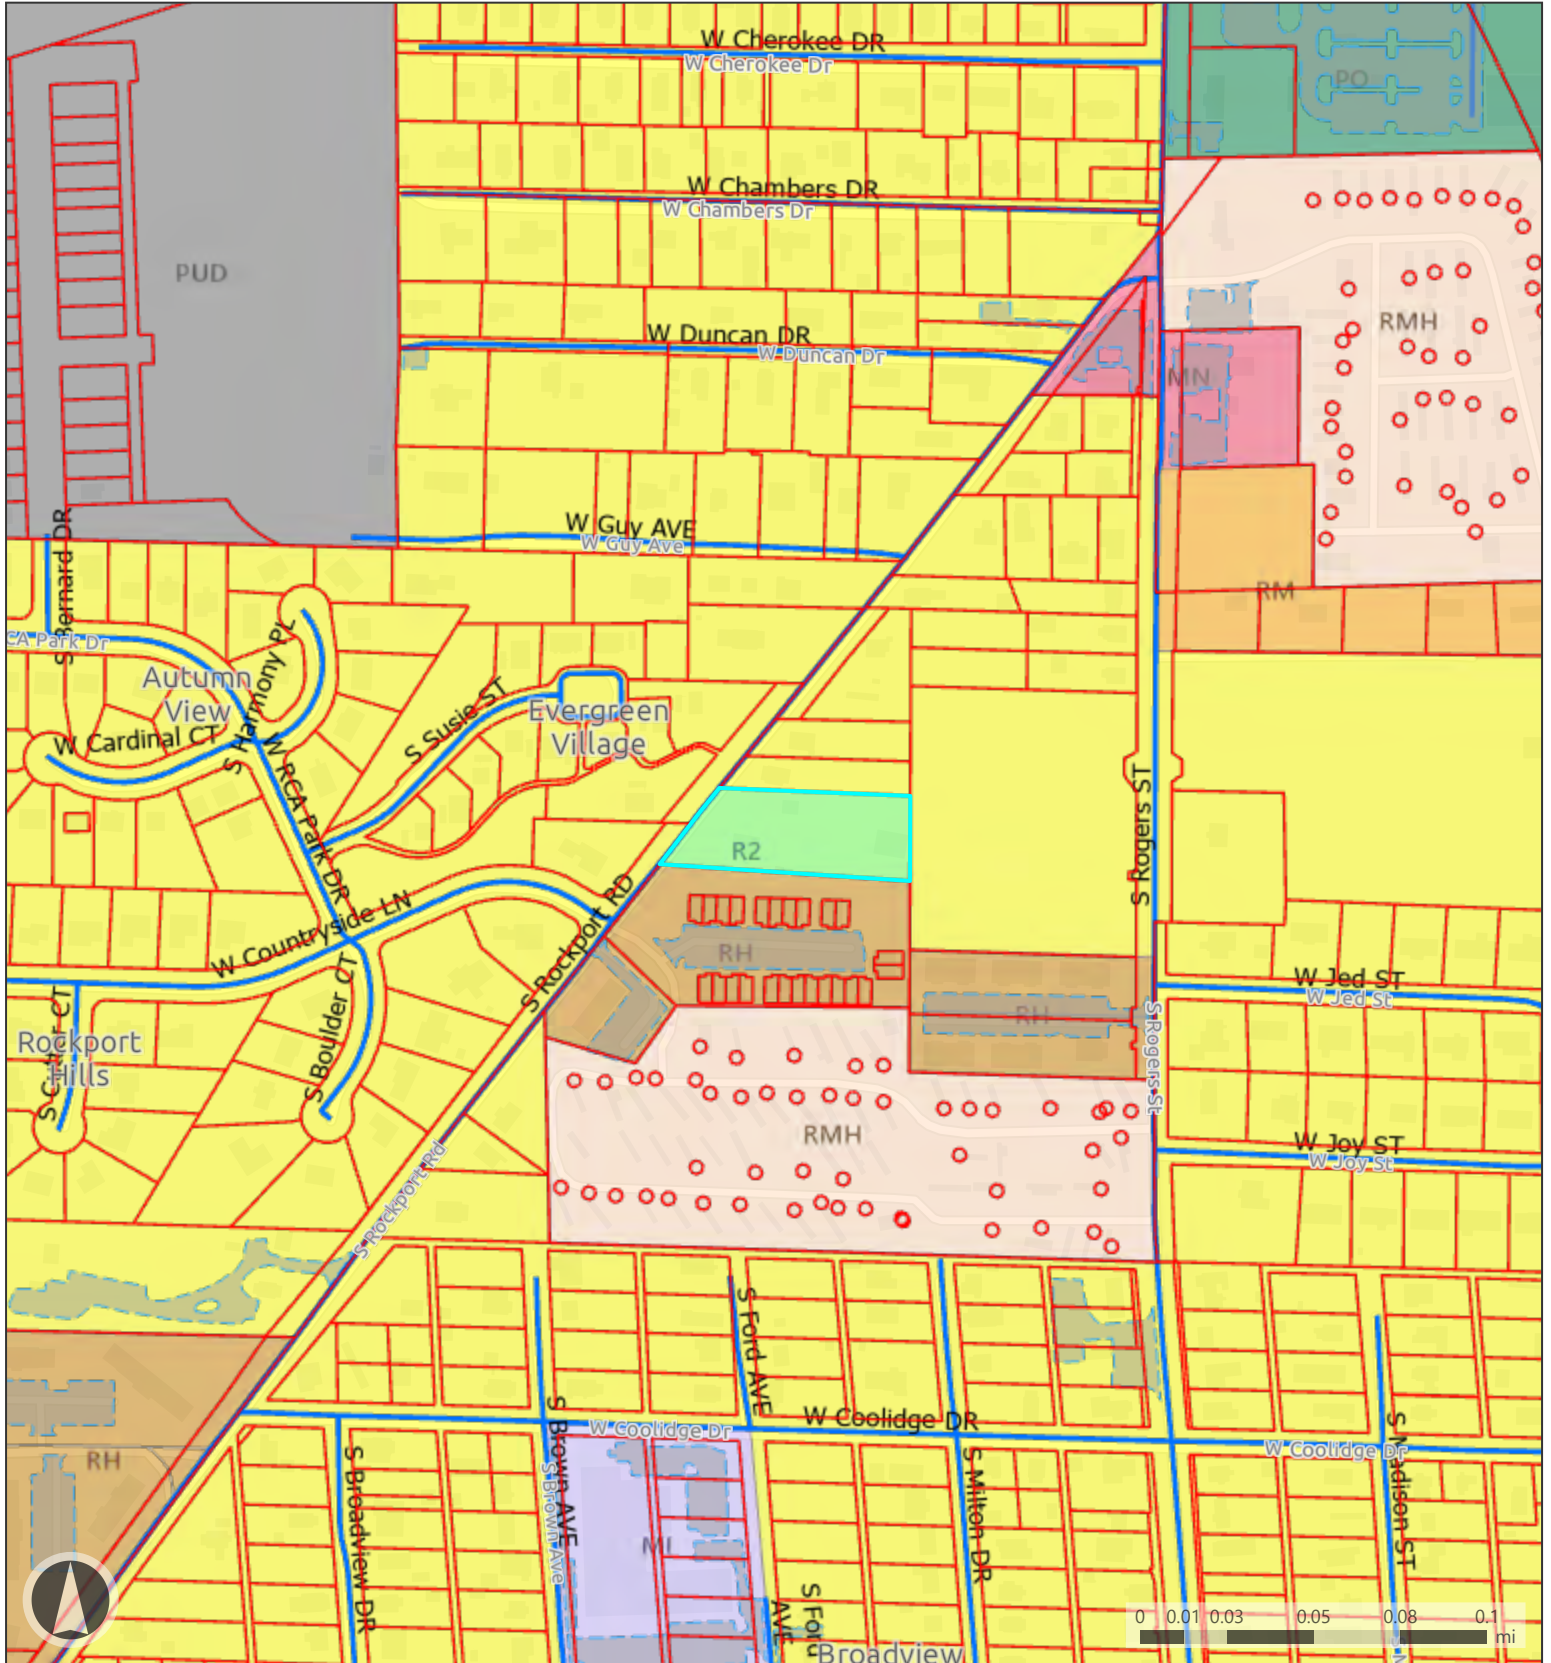 W Cherokee DR
W Cherokee Dr
PO
W Chambers DR
W Chambers Dr
PUD
RMH
W Duncan DR
W Duncan Dr
MN
W Guy AVE
W Guy Ave
S Bernard DR
RM
CA Park Dr
S Harmony PL
Autumn
View
W Cardinal CT
S Susie ST
Evergreen
Village
W RCA Park DR
S Rogers ST
R2
W Countryside LN
S Rockport RD
RH
RH
W Jed ST
W Jed St
S Boulder CT
Rockport
Hills
S Rogers St
RMH
W Joy ST
W Joy St
S Rockport Rd
S Ford AVE
W Coolidge DR
W Coolidge Dr
W Coolidge Dr
S Brown AVE
S Brown Ave
S Broadview DR
S Milton DR
S Madison ST
RH
MI
S Ford
AVE
Broadview
0 0.01 0.03 0.05 0.08 0.1
mi